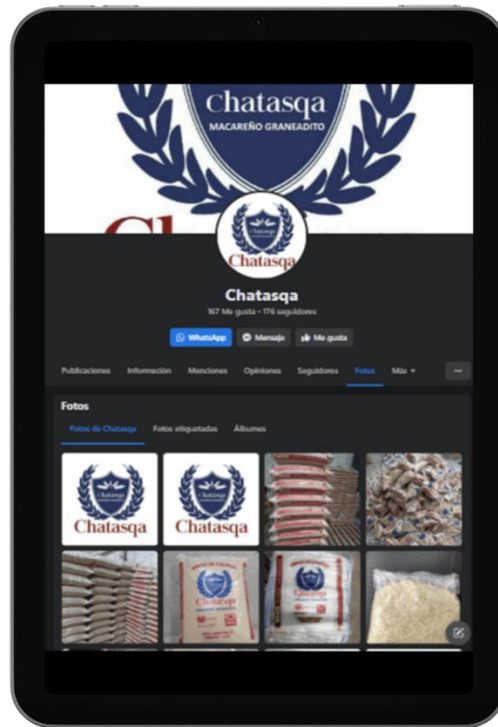 Chatasqa
MACAREÑO GRANEADITO
Chatasqa
Chatasqa
167 Me gusta • 176 seguidores
WhatsApp
Mensaje
Me gusta
Publicaciones
Información
Menciones
Opiniones
Seguidores
Fotos
Más
Fotos
Fotos de Chatasqa
Fotos etiquetadas
Álbumes
Chatasqa
Chatasqa
Chatasqa
Chatasqa